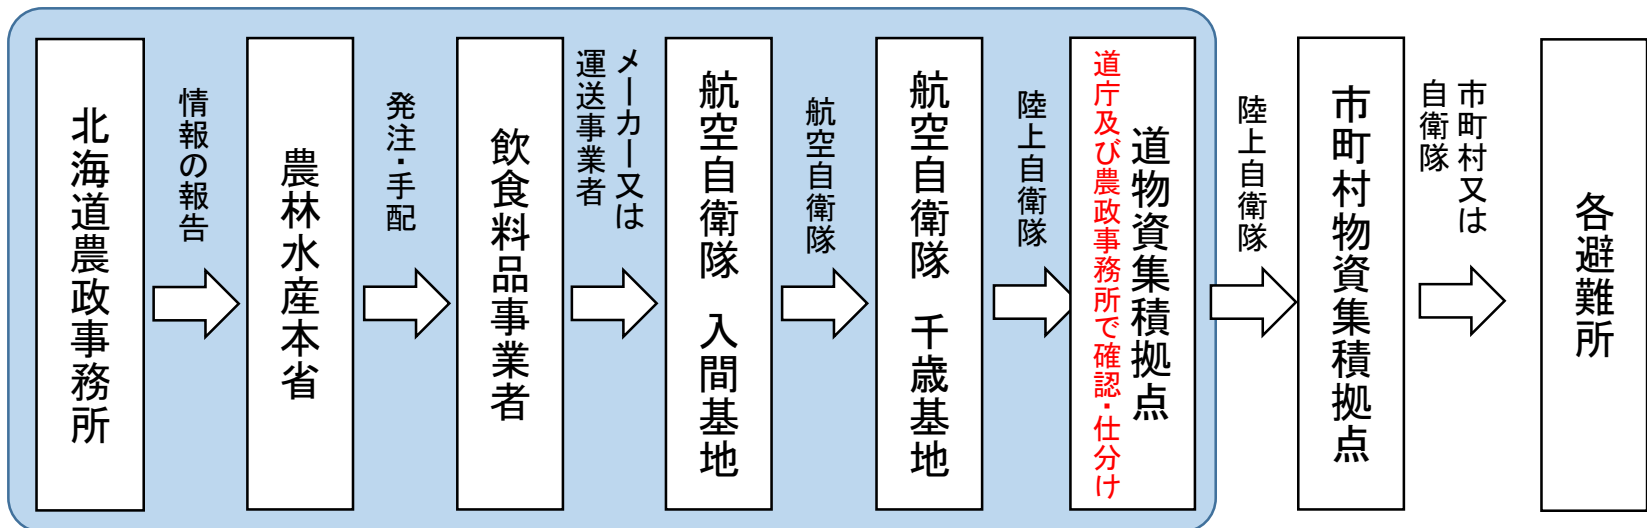 北海道農政事務所
情報の報告
農林水産本省
発注・手配
飲食料品事業者
メーカー又は
運送事業者
航空自衛隊 入間基地
航空自衛隊
航空自衛隊 千歳基地
陸上自衛隊
道物資集積拠点
道庁及び農政事務所で確認・仕分け
陸上自衛隊
市町村物資集積拠点
市町村又は
自衛隊
各避難所